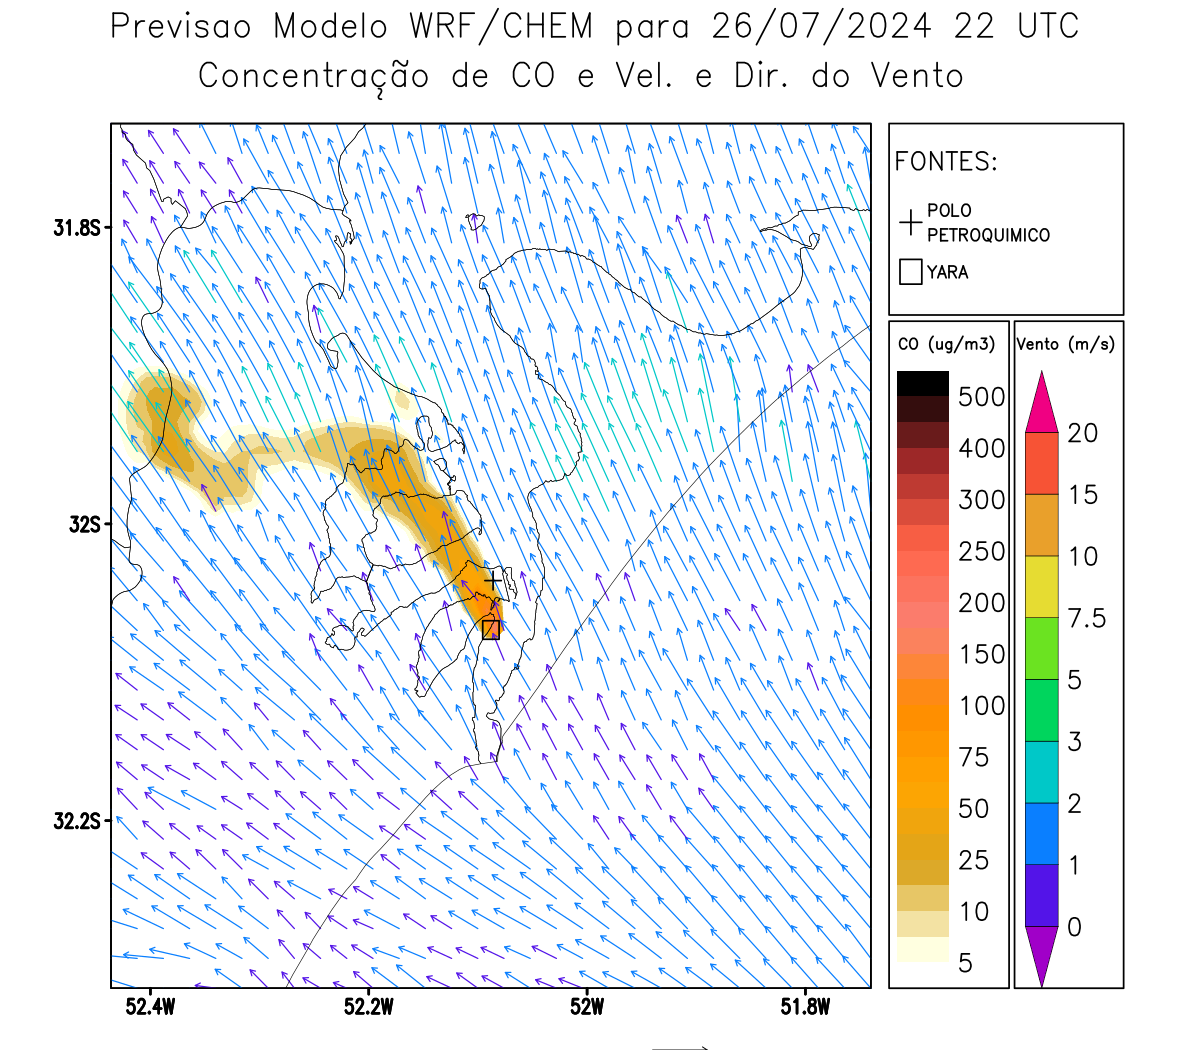 Previsao Modelo WRF/CHEM para 26/07/2024 22 UTC
Concentração de CO e Vel. e Dir. do Vento
FONTES:
POLO
PETROQUIMICO
YARA
CO (ug/m3)
500
400
300
250
200
150
100
75
50
25
10
5
Vento (m/s)
20
15
10
7.5
5
3
2
1
0
31.8S
32S
32.2S
52.4W
52.2W
52W
51.8W